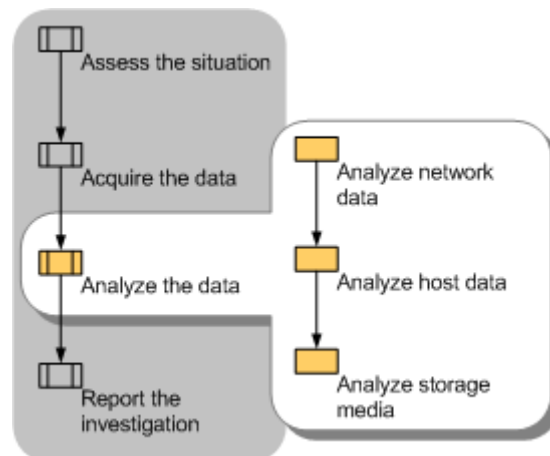 Assess the situation
Acquire the data
Analyze the data
Report the
investigation
Analyze network
data
Analyze host data
Analyze storage
media